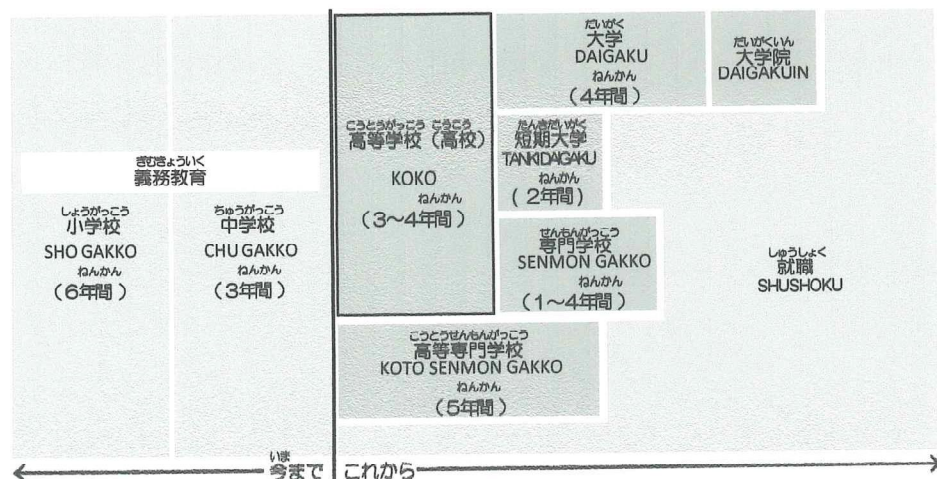 ぎむきょういく
義務教育
しょうがっこう
小学校
SHO GAKKO
ねんかん
(6年間)
ちゅうがっこう
中学校
CHU GAKKO
ねんかん
(3年間)
こうとうがっこう こうこう
高等学校(高校)
KOKO
ねんかん
(3~4年間)
だいがく
大学
DAIGAKU
ねんかん
(4年間)
だいがくいん
大学院
DAIGAKUIN
たんきだいがく
短期大学
TANKIDAIGAKU
ねんかん
(2年間)
せんもんがっこう
専門学校
SENMON GAKKO
ねんかん
(1~4年間)
こうとうせんもんがっこう
高等専門学校
KOTO SENMON GAKKO
ねんかん
(5年間)
しゅうしょく
就職
SHUSHOKU
いま
今まで
これから